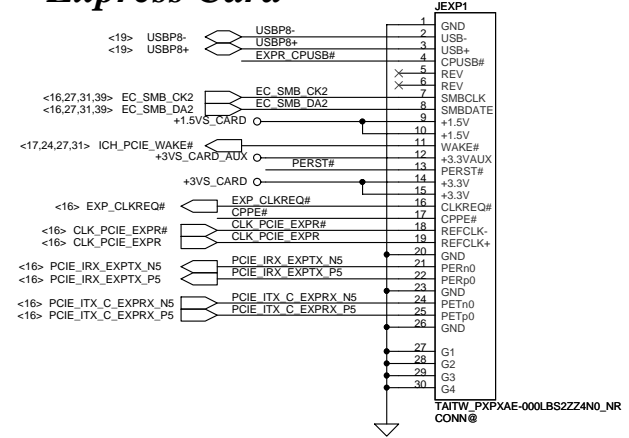 Express Card
JEXP1
1 GND
<19> USBP8- USBP8- 2 USB-
<19> USBP8+ USBP8+ 3 USB+
EXPR_CPUSB# 4 CPUSB#
5 REV
6 REV
<16,27,31,39> EC_SMB_CK2 EC_SMB_CK2 7 SMBCLK
<16,27,31,39> EC_SMB_DA2 EC_SMB_DA2 8 SMBDATE
+1.5VS_CARD 9 +1.5V
10 +1.5V
<17,24,27,31> ICH_PCIE_WAKE# 11 WAKE#
+3VS_CARD_AUX 12 +3.3VAUX
PERST# 13 PERST#
+3VS_CARD 14 +3.3V
15 +3.3V
<16> EXP_CLKREQ# EXP_CLKREQ# 16 CLKREQ#
CPPE# 17 CPPE#
<16> CLK_PCIE_EXPR# CLK_PCIE_EXPR# 18 REFCLK-
<16> CLK_PCIE_EXPR CLK_PCIE_EXPR 19 REFCLK+
20 GND
<16> PCIE_IRX_EXPTX_N5 PCIE_IRX_EXPTX_N5 21 PERn0
<16> PCIE_IRX_EXPTX_P5 PCIE_IRX_EXPTX_P5 22 PERp0
23 GND
<16> PCIE_ITX_C_EXPRX_N5 PCIE_ITX_C_EXPRX_N5 24 PETn0
<16> PCIE_ITX_C_EXPRX_P5 PCIE_ITX_C_EXPRX_P5 25 PETp0
26 GND
27 G1
28 G2
29 G3
30 G4
TAITW_PXPXAE-000LBS2ZZ4N0_NR
CONN@